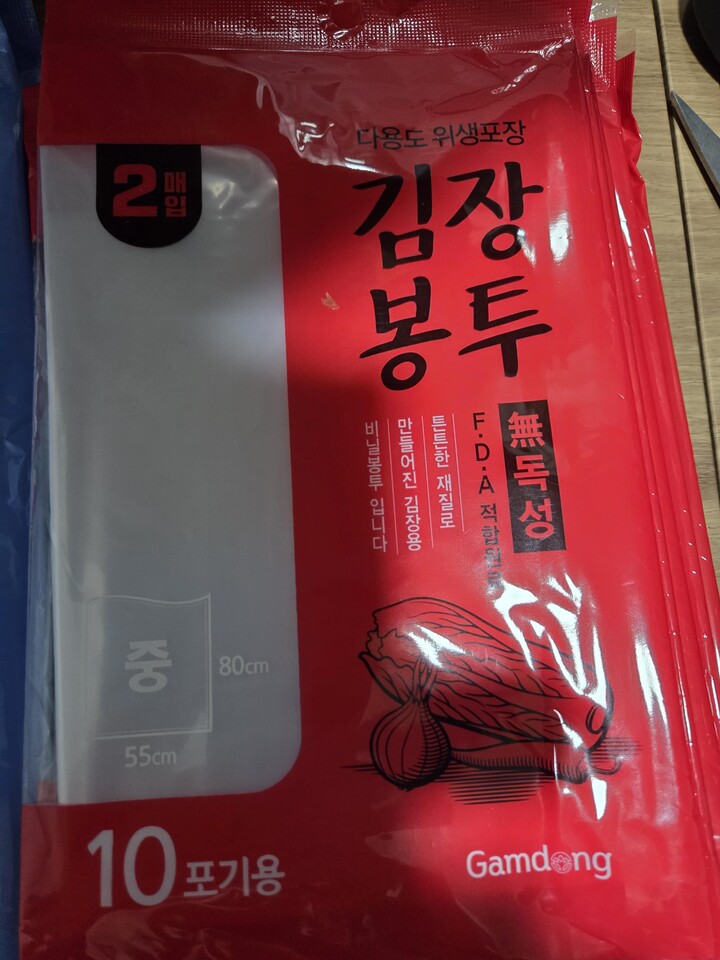 다용도 위생포장
2매입
김장
봉투
無독성
F.D.A 적합원료
튼튼한 재질로
만들어진 김장용
비닐봉투 입니다
중
80cm
55cm
10포기용
Gamdong